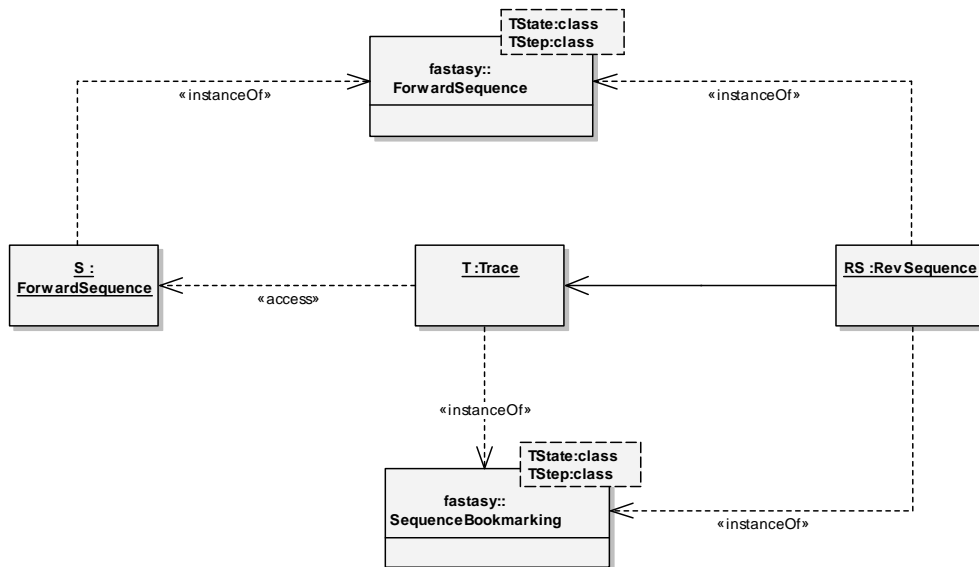 TState:class
TStep:class
fastasy::
ForwardSequence
«instanceOf»
«instanceOf»
S :
ForwardSequence
T :Trace
RS :RevSequence
«access»
«instanceOf»
TState:class
TStep:class
fastasy::
SequenceBookmarking
«instanceOf»